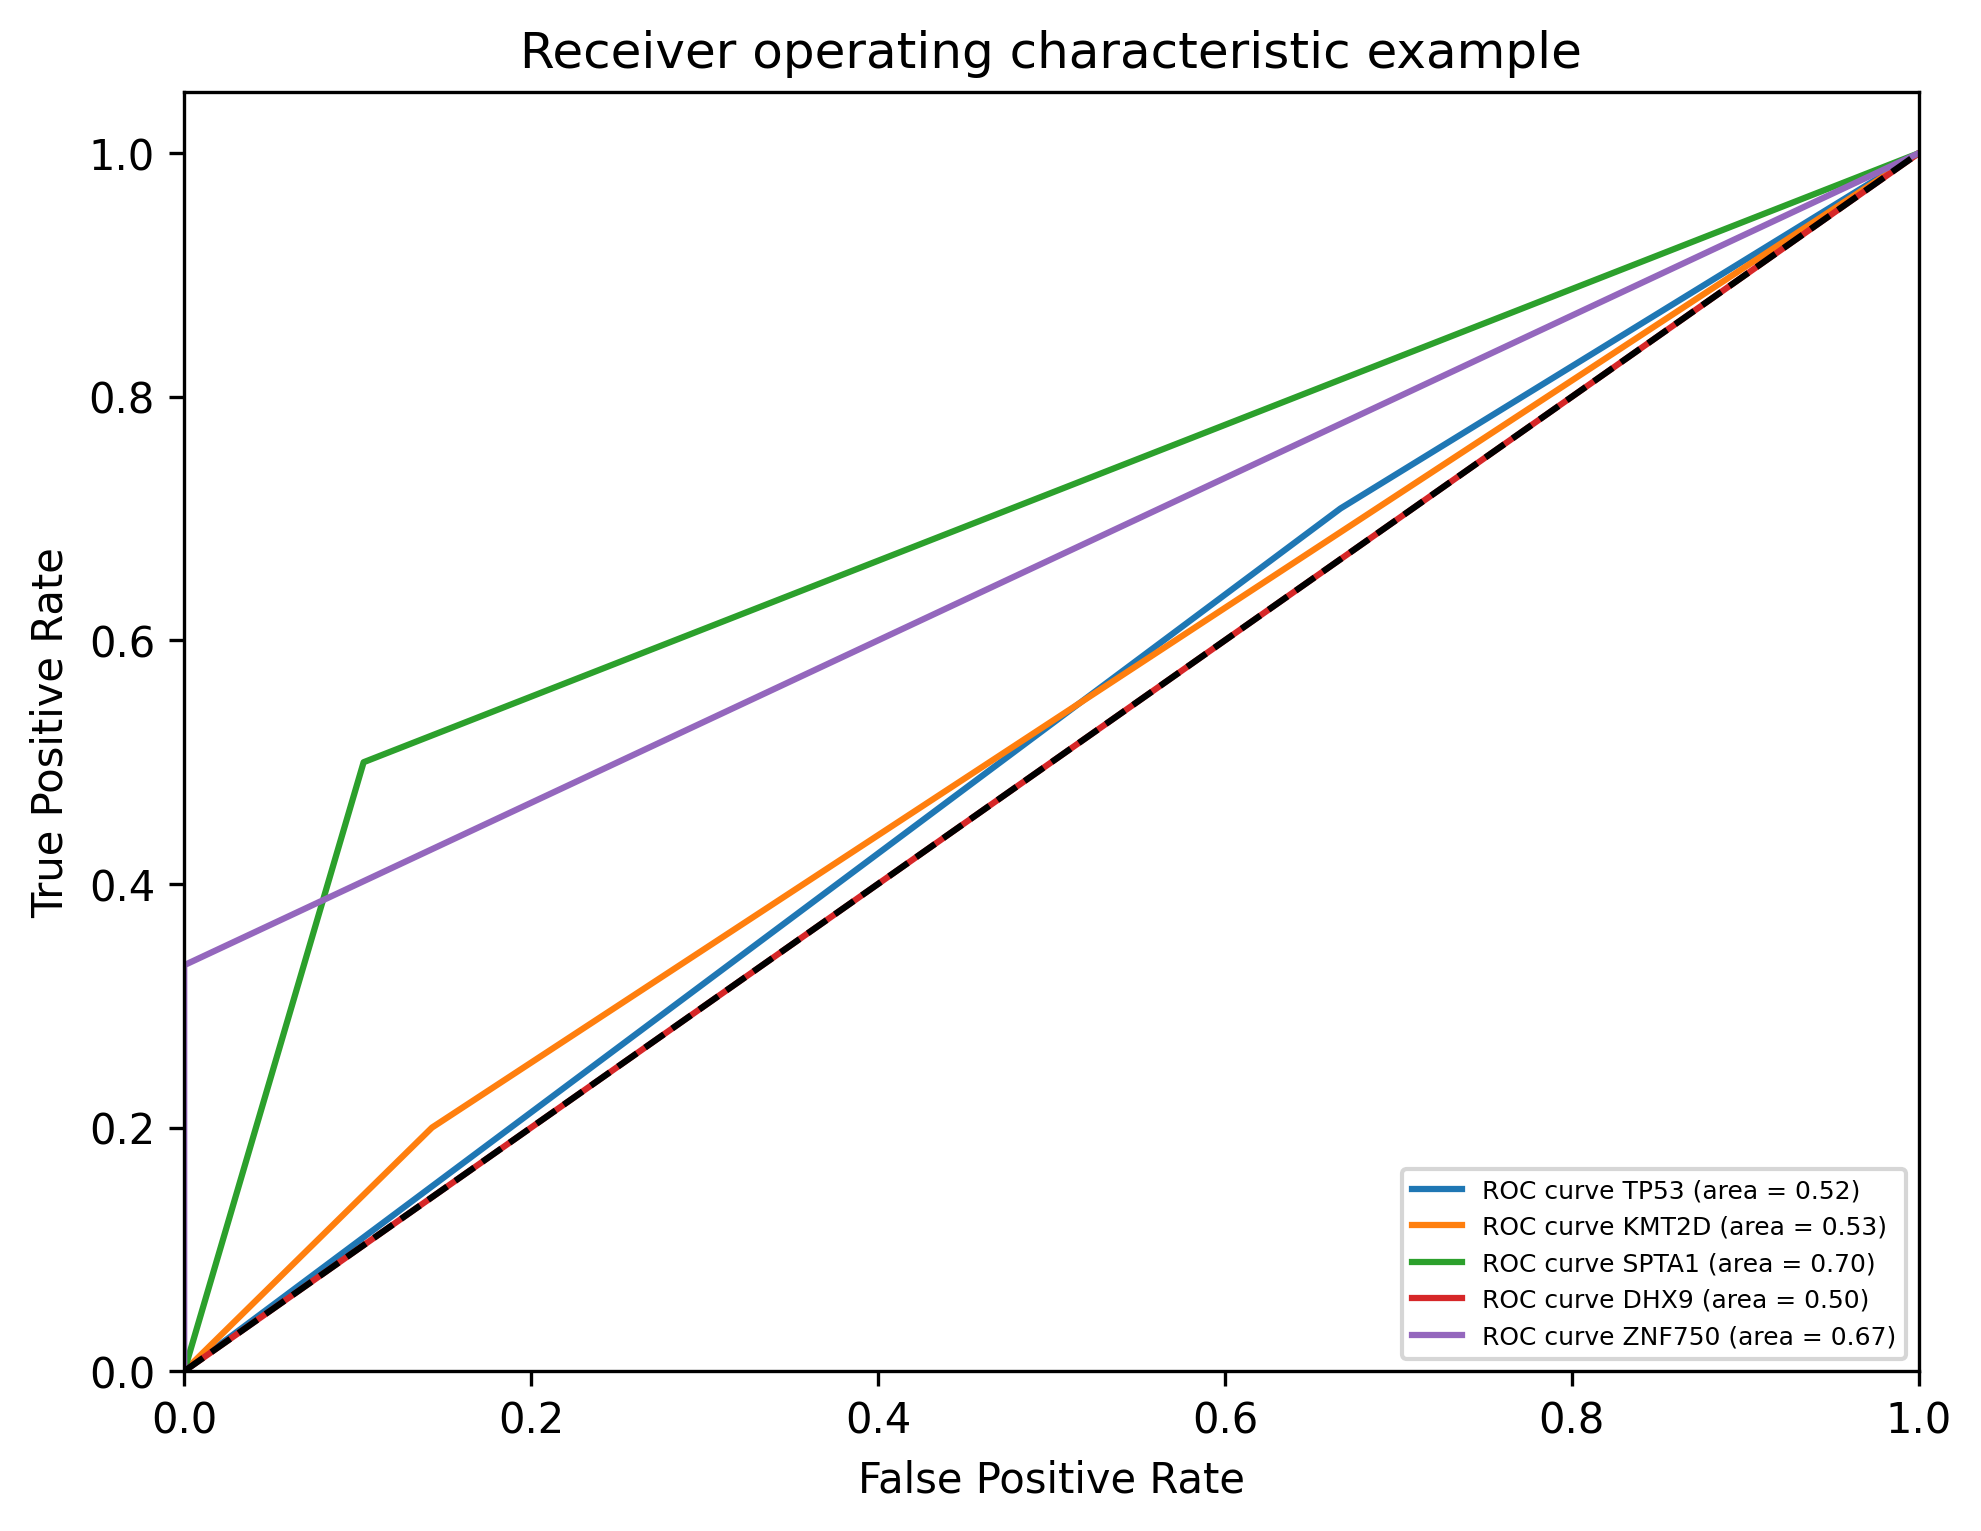 Receiver operating characteristic example
True Positive Rate
1.0
0.8
0.6
0.4
0.2
0.0
0.0 0.2 0.4 0.6 0.8 1.0
False Positive Rate
ROC curve TP53 (area = 0.52)
ROC curve KMT2D (area = 0.53)
ROC curve SPTA1 (area = 0.70)
ROC curve DHX9 (area = 0.50)
ROC curve ZNF750 (area = 0.67)